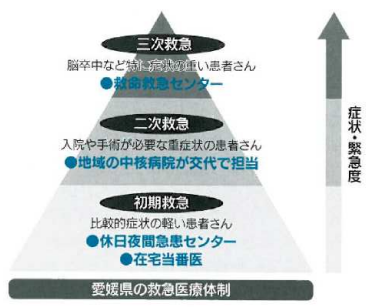 三次救急
脳卒中など特に症状の重い患者さん
●救命救急センター
二次救急
入院や手術が必要な重症状の患者さん
●地域の中核病院が交代で担当
初期救急
比較的症状の軽い患者さん
●休日夜間急患センター
●在宅当番医
症状・緊急度
愛媛県の救急医療体制